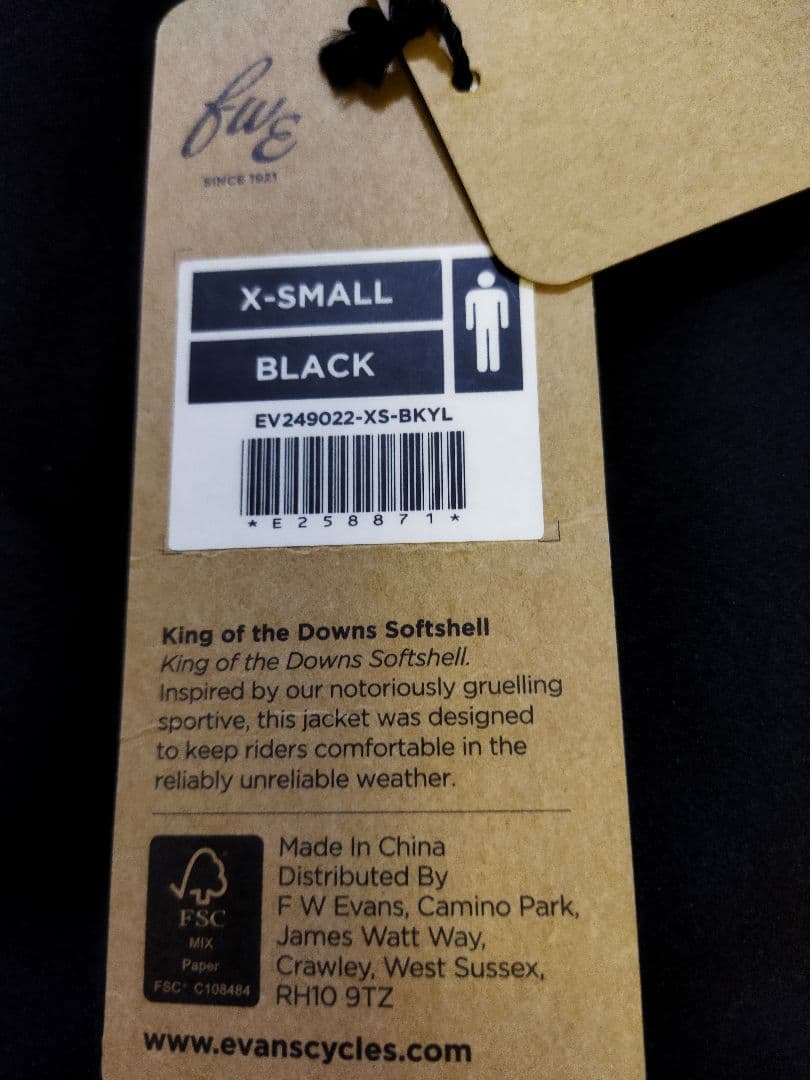 fwE
SINCE 1921
X-SMALL
BLACK
EV249022-XS-BKYL
* E 2 5 8 8 7 1 *
King of the Downs Softshell
King of the Downs Softshell.
Inspired by our notoriously gruelling
sportive, this jacket was designed
to keep riders comfortable in the
reliably unreliable weather.
FSC
MIX
Paper
FSC® C108484
Made In China
Distributed By
F W Evans, Camino Park,
James Watt Way,
Crawley, West Sussex,
RH10 9TZ
www.evanscycles.com